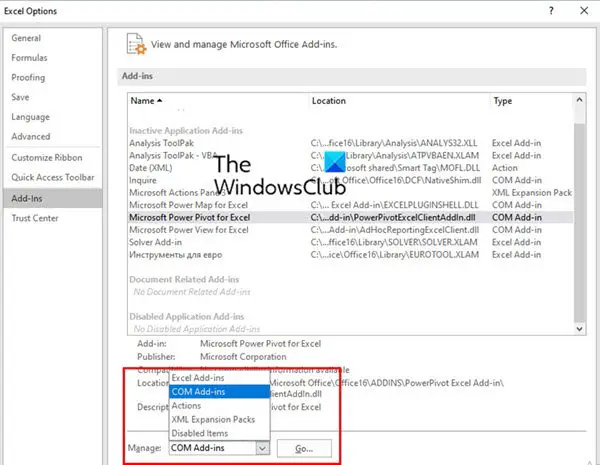 Excel Options
?
General
Formulas
Proofing
Save
Language
Advanced
Customize Ribbon
Quick Access Toolbar
Add-Ins
Trust Center
View and manage Microsoft Office Add-ins.
Add-ins
Name Location Type
Inactive Application Add-ins
Analysis ToolPak C:\...ffice16\Library\Analysis\ANALYS32.XLL Excel Add-in
Analysis ToolPak - VBA C:\...fice16\Library\Analysis\ATPVBAEN.XLAM Excel Add-in
Date (XML) C:\... Microsoft shared\Smart Tag\MOFL.DLL Action
Inquire C:\...oft Office\Office16\DCF\NativeShim.dll COM Add-in
Microsoft Actions XML Expansion Pack
Microsoft Power Map for Excel C:\... Excel Add-in\EXCELPLUGINSHELL.DLL COM Add-in
Microsoft Power Pivot for Excel C:\...dd-in\PowerPivotExcelClientAddIn.dll COM Add-in
Microsoft Power View for Excel C:\...Add-in\AdHocReportingExcelClient.dll COM Add-in
Solver Add-in C:\...ffice16\Library\SOLVER\SOLVER.XLAM Excel Add-in
Инструменты для евро C:\...ice\Office16\Library\EUROTOOL.XLAM Excel Add-in
The
WindowsClub
Document Related Add-ins
No Document Related Add-ins
Disabled Application Add-ins
No Disabled Application Add-ins
Add-in: Microsoft Power Pivot for Excel
Publisher: Microsoft Corporation
information available
Location Microsoft Office\Office16\ADDINS\PowerPivot Excel Add-in\
ClientAddIn.dll
Descript Pivot for Excel
Excel Add-ins
COM Add-ins
Actions
XML Expansion Packs
Disabled Items
Manage: COM Add-ins Go...